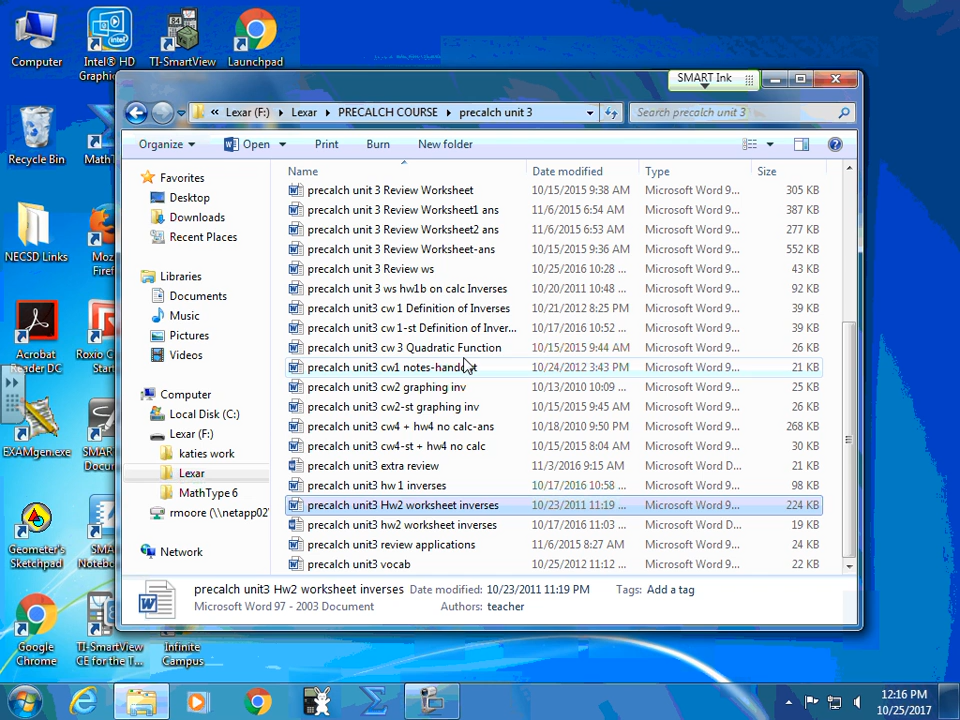 Computer
Intel® HD
Graphic
TI-SmartView
Launchpad
SMART Ink
Lexar (F:)
Lexar
PRECALCH COURSE
precalch unit 3
Search precalch unit 3
Organize
Open
Print
Burn
New folder
Recycle Bin
MathT
NECSD Links
Moz
Firef
Acrobat
Reader DC
Roxio C
EXAMgen.exe
SMAR
Docum
Geometer's
Sketchpad
SMA
Notebo
Google
Chrome
TI-SmartView
CE for the T...
Infinite
Campus
Favorites
Desktop
Downloads
Recent Places
Libraries
Documents
Music
Pictures
Videos
Computer
Local Disk (C:)
Lexar (F:)
katies work
Lexar
MathType 6
rmoore (\\netapp02'
Network
Name Date modified Type Size
precalch unit 3 Review Worksheet 10/15/2015 9:38 AM Microsoft Word 9... 305 KB
precalch unit 3 Review Worksheet1 ans 11/6/2015 6:54 AM Microsoft Word 9... 387 KB
precalch unit 3 Review Worksheet2 ans 11/6/2015 6:53 AM Microsoft Word 9... 277 KB
precalch unit 3 Review Worksheet-ans 10/15/2015 9:36 AM Microsoft Word 9... 552 KB
precalch unit 3 Review ws 10/25/2016 10:28 ... Microsoft Word 9... 43 KB
precalch unit 3 ws hw1b on calc Inverses 10/20/2011 10:48 ... Microsoft Word 9... 92 KB
precalch unit3 cw 1 Definition of Inverses 10/21/2012 8:25 PM Microsoft Word 9... 39 KB
precalch unit3 cw 1-st Definition of Inver... 10/17/2016 10:52 ... Microsoft Word 9... 39 KB
precalch unit3 cw 3 Quadratic Function 10/15/2015 9:44 AM Microsoft Word 9... 26 KB
precalch unit3 cw1 notes-handout 10/24/2012 3:43 PM Microsoft Word 9... 21 KB
precalch unit3 cw2 graphing inv 10/13/2010 10:09 ... Microsoft Word 9... 25 KB
precalch unit3 cw2-st graphing inv 10/15/2015 9:45 AM Microsoft Word 9... 26 KB
precalch unit3 cw4 + hw4 no calc-ans 10/18/2010 9:50 PM Microsoft Word 9... 268 KB
precalch unit3 cw4-st + hw4 no calc 10/15/2015 8:04 AM Microsoft Word 9... 30 KB
precalch unit3 extra review 11/3/2016 9:15 AM Microsoft Word D... 21 KB
precalch unit3 hw 1 inverses 10/17/2016 10:58 ... Microsoft Word 9... 98 KB
precalch unit3 Hw2 worksheet inverses 10/23/2011 11:19 ... Microsoft Word 9... 224 KB
precalch unit3 hw2 worksheet inverses 10/17/2016 11:03 ... Microsoft Word D... 19 KB
precalch unit3 review applications 11/6/2015 8:27 AM Microsoft Word 9... 24 KB
precalch unit3 vocab 10/25/2012 11:12 ... Microsoft Word 9... 22 KB
precalch unit3 Hw2 worksheet inverses Date modified: 10/23/2011 11:19 PM Tags: Add a tag
Microsoft Word 97 - 2003 Document Authors: teacher
12:16 PM
10/25/2017